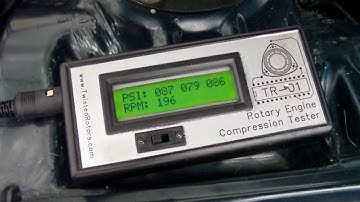 www.TwistedRotors.com
PSI: 087 079 086
RPM: 196
TR-01
Rotary Engine
Compression Tester